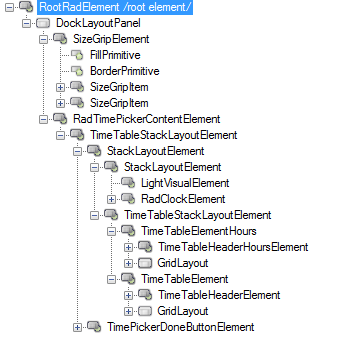 RootRadElement /root element/
DockLayoutPanel
SizeGripElement
FillPrimitive
BorderPrimitive
SizeGripItem
SizeGripItem
RadTimePickerContentElement
TimeTableStackLayoutElement
StackLayoutElement
StackLayoutElement
LightVisualElement
RadClockElement
TimeTableStackLayoutElement
TimeTableElementHours
TimeTableHeaderHoursElement
GridLayout
TimeTableElement
TimeTableHeaderElement
GridLayout
TimePickerDoneButtonElement